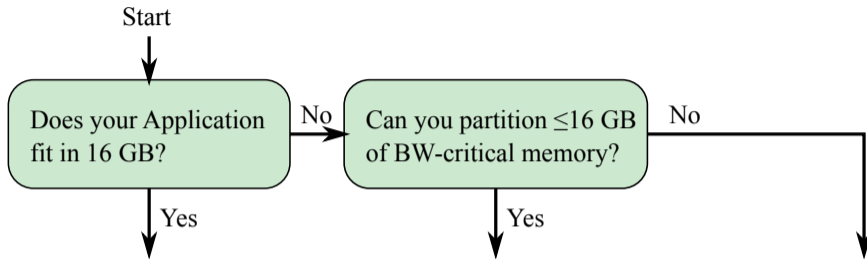 Start
Does your Application
fit in 16 GB?
No
Can you partition ≤16 GB
of BW-critical memory?
No
Yes
Yes